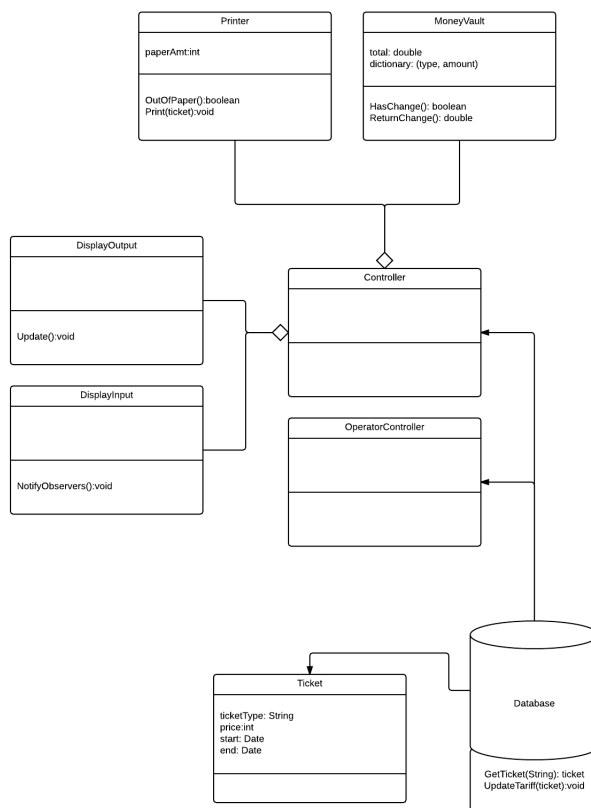 Printer
paperAmt:int
OutOfPaper():boolean
Print(ticket):void
MoneyVault
total: double
dictionary: (type, amount)
HasChange(): boolean
ReturnChange(): double
DisplayOutput
Update():void
DisplayInput
NotifyObservers():void
Controller
OperatorController
Ticket
ticketType: String
price:int
start: Date
end: Date
Database
GetTicket(String): ticket
UpdateTariff(ticket):void